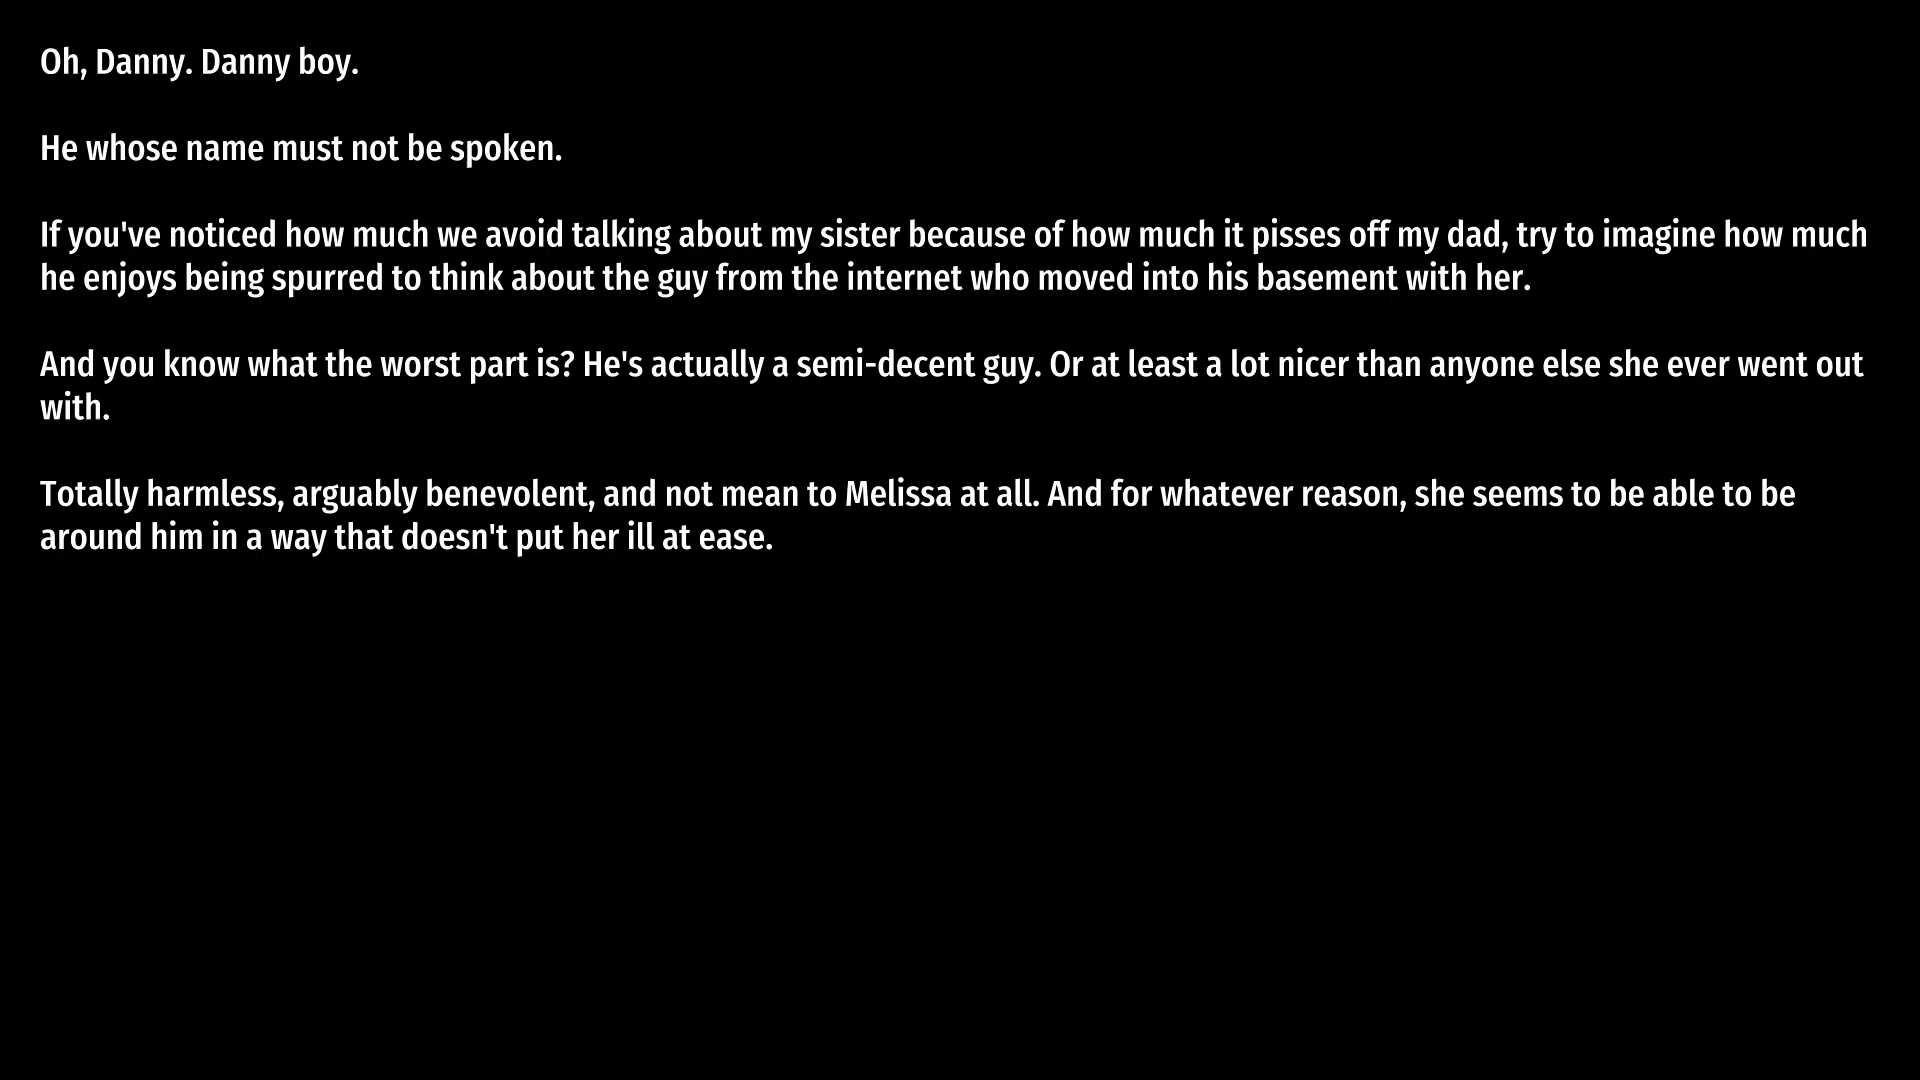 Oh, Danny. Danny boy.
He whose name must not be spoken.
If you've noticed how much we avoid talking about my sister because of how much it pisses off my dad, try to imagine how much
he enjoys being spurred to think about the guy from the internet who moved into his basement with her.
And you know what the worst part is? He's actually a semi-decent guy. Or at least a lot nicer than anyone else she ever went out
with.
Totally harmless, arguably benevolent, and not mean to Melissa at all. And for whatever reason, she seems to be able to be
around him in a way that doesn't put her ill at ease.